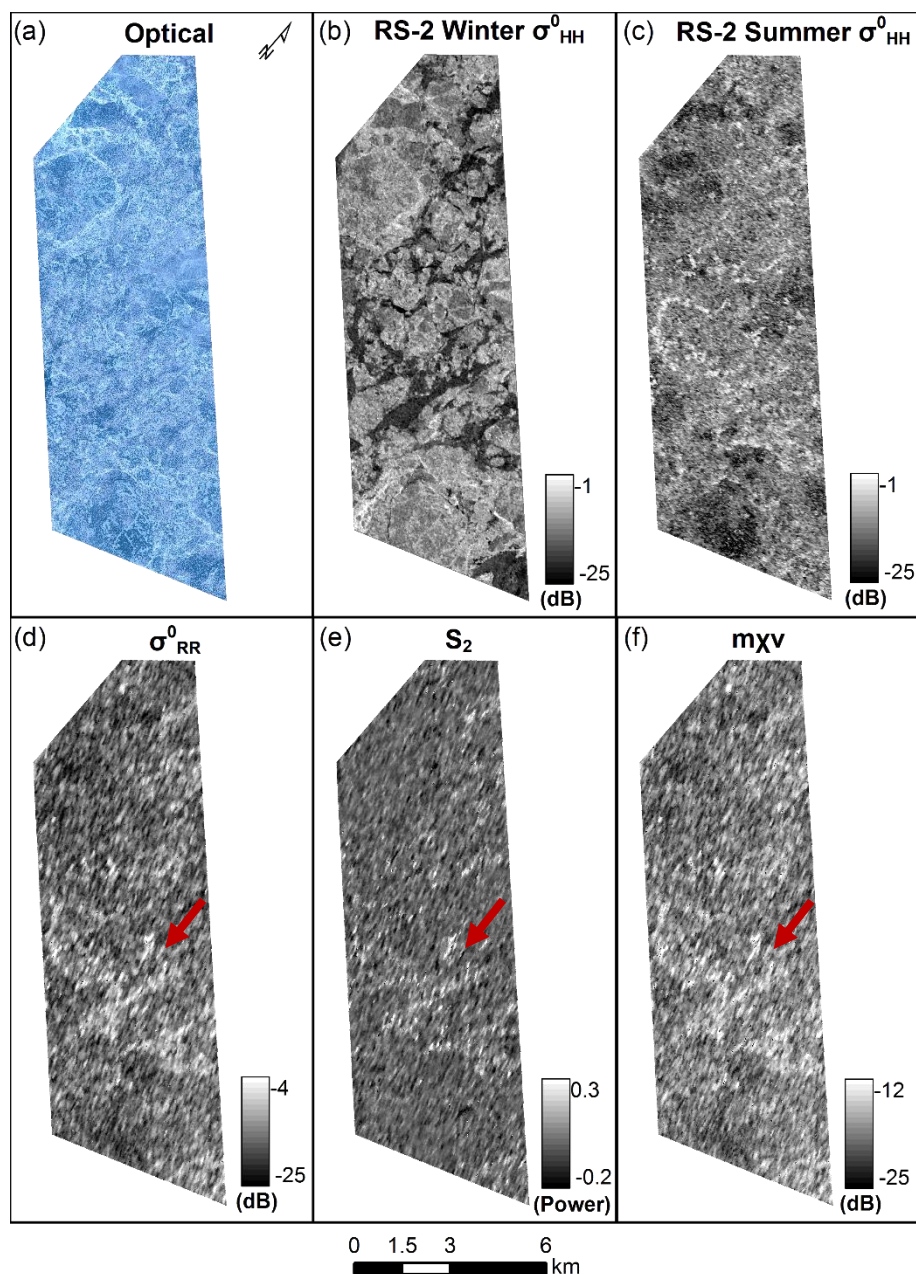 (a) Optical N
(b) RS-2 Winter σ⁰HH
(c) RS-2 Summer σ⁰HH
-1
-25
(dB)
-1
-25
(dB)
(d) σ⁰RR
(e) S₂
(f) mχv
-4
-25
(dB)
0.3
-0.2
(Power)
-12
-25
(dB)
0 1.5 3 6
km